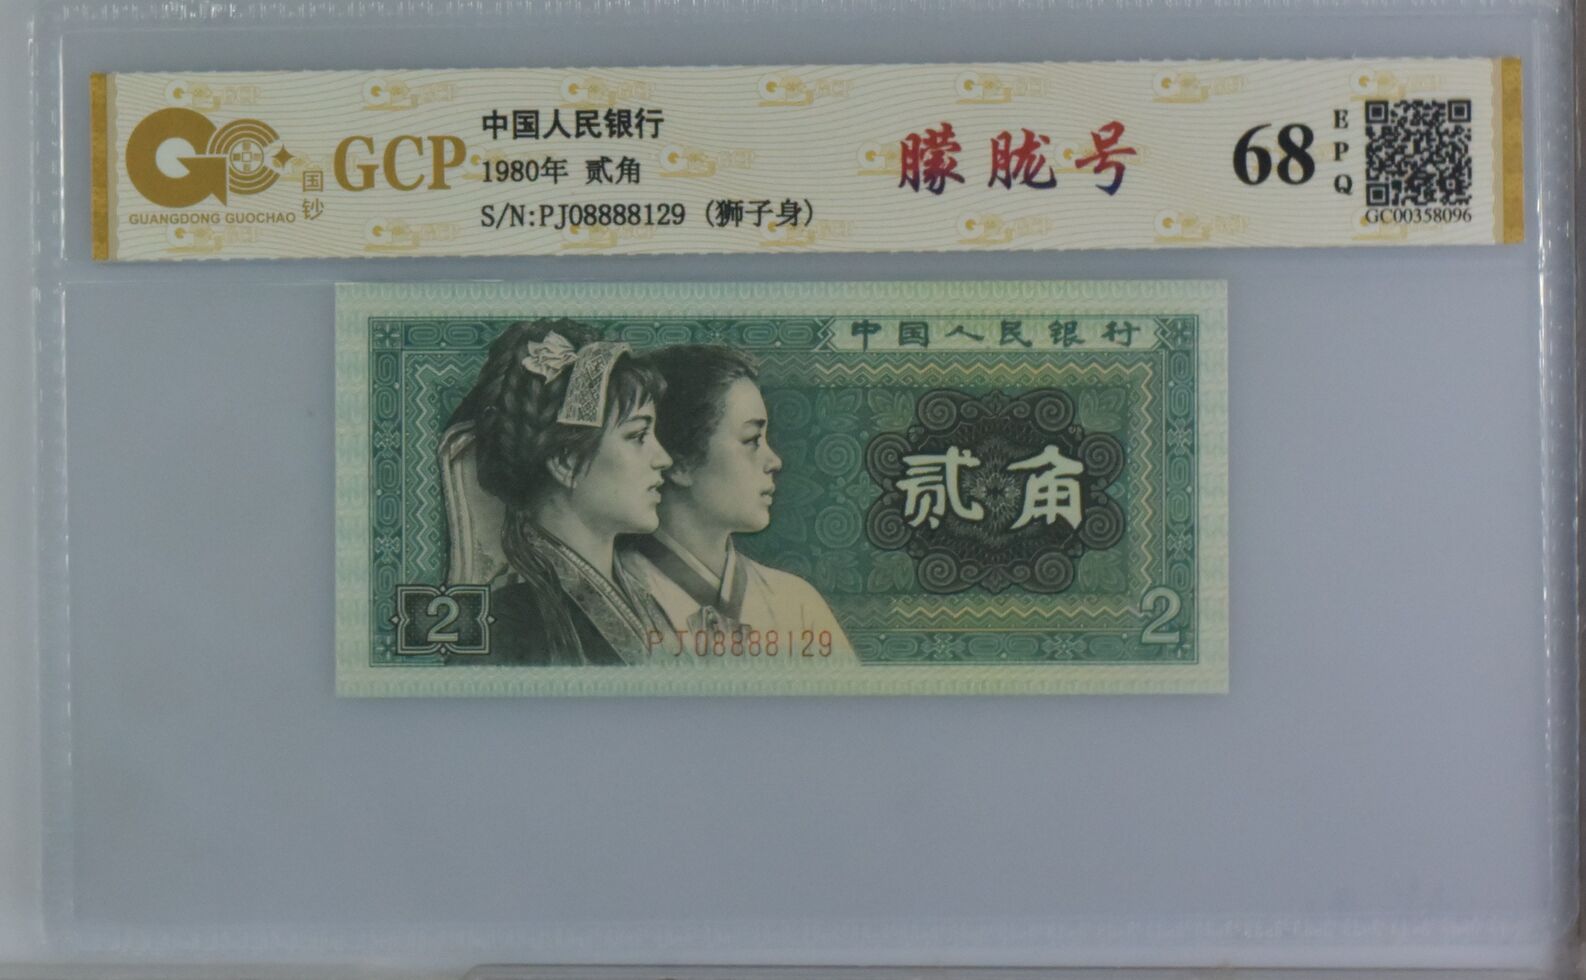 GCP
国钞
GUANGDONG GUOCHAO
中国人民银行
1980年 贰角
S/N:PJ08888129 (狮子身)
朦胧号
68
EPQ
GC00358096
中国人民银行
贰角
2
2
PJ08888129